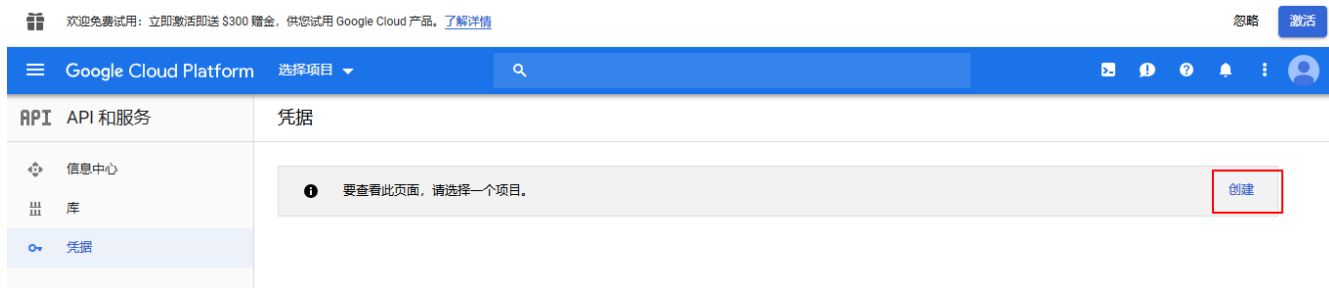 欢迎免费试用：立即激活即送 $300 赠金，供您试用 Google Cloud 产品。了解详情 忽略 激活
Google Cloud Platform 选择项目
API API 和服务 凭据
信息中心
要查看此页面，请选择一个项目。 创建
库
凭据